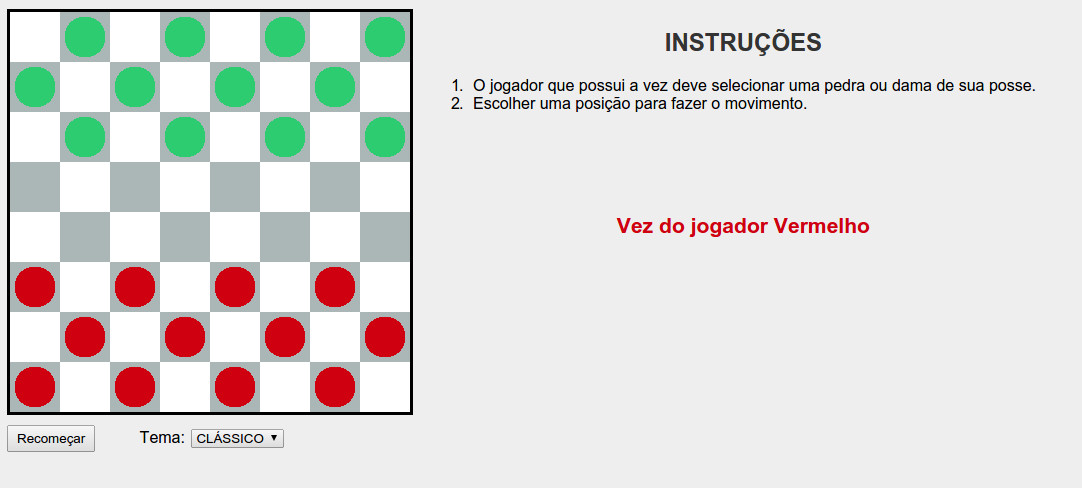 INSTRUÇÕES
1. O jogador que possui a vez deve selecionar uma pedra ou dama de sua posse.
2. Escolher uma posição para fazer o movimento.
Vez do jogador Vermelho
Recomeçar Tema: CLÁSSICO